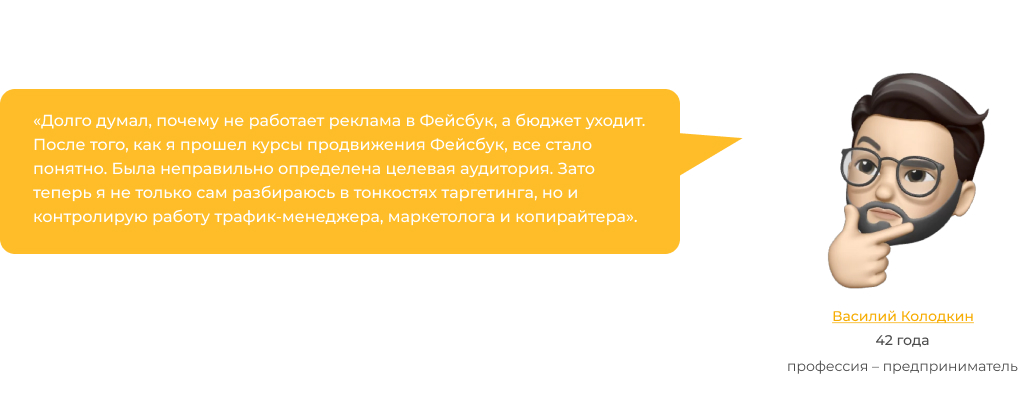 «Долго думал, почему не работает реклама в Фейсбук, а бюджет уходит.
После того, как я прошел курсы продвижения Фейсбук, все стало
понятно. Была неправильно определена целевая аудитория. Зато
теперь я не только сам разбираюсь в тонкостях таргетинга, но и
контролирую работу трафик-менеджера, маркетолога и копирайтера».
Василий Колодкин
42 года
профессия – предприниматель